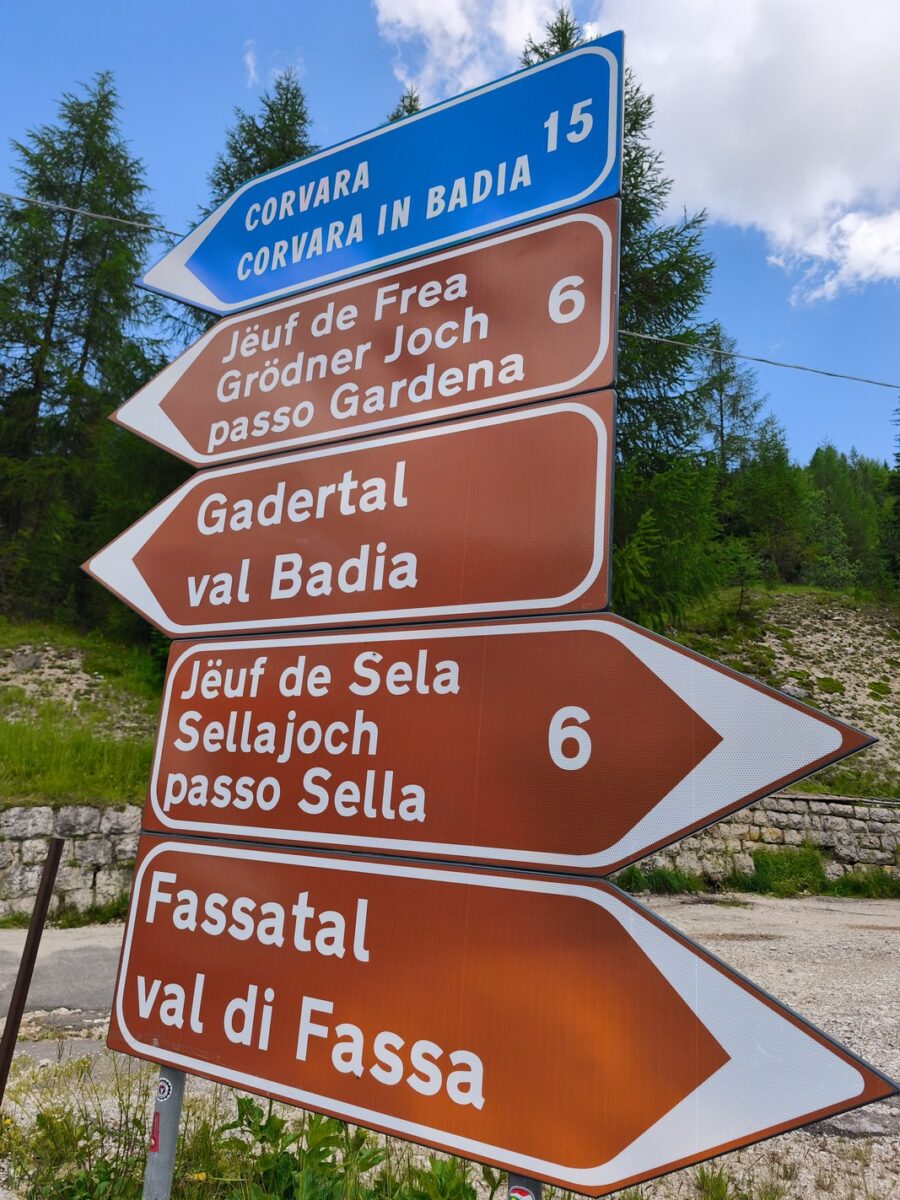 CORVARA
CORVARA IN BADIA 15
Jëuf de Frea
Grödner Joch 6
passo Gardena
Gadertal
val Badia
Jëuf de Sela
Sellajoch 6
passo Sella
Fassatal
val di Fassa